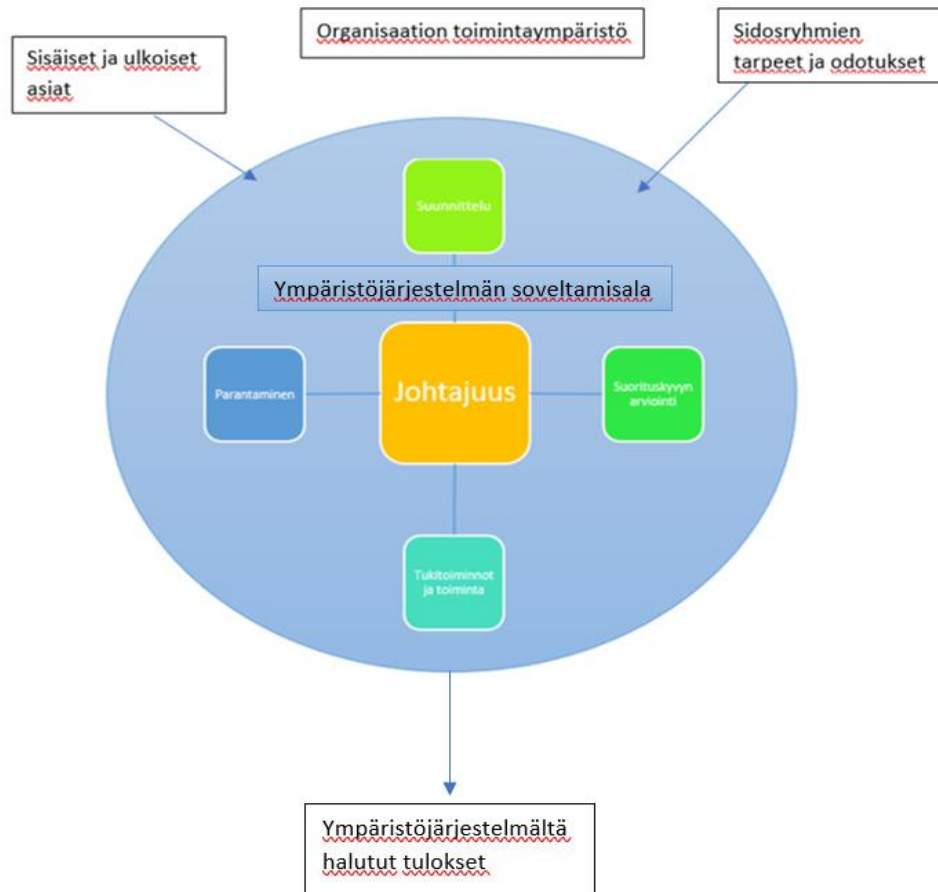 Organisaation toimintaympäristö
Sisäiset ja ulkoiset
asiat
Sidosryhmien
tarpeet ja odotukset
Suunnittelu
Ympäristöjärjestelmän soveltamisala
Parantaminen
Johtajuus
Suorituskyvyn
arviointi
Tukitoiminnot
ja toiminta
Ympäristöjärjestelmältä
halutut tulokset